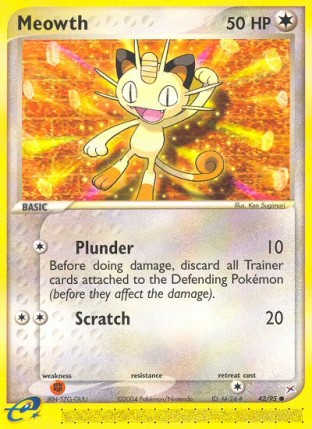 Meowth 50 HP
BASIC
Illus. Ken Sugimori
Plunder 10
Before doing damage, discard all Trainer
cards attached to the Defending Pokémon
(before they affect the damage).
Scratch 20
weakness resistance retreat cost
©2004 Pokémon/Nintendo
42/95
e